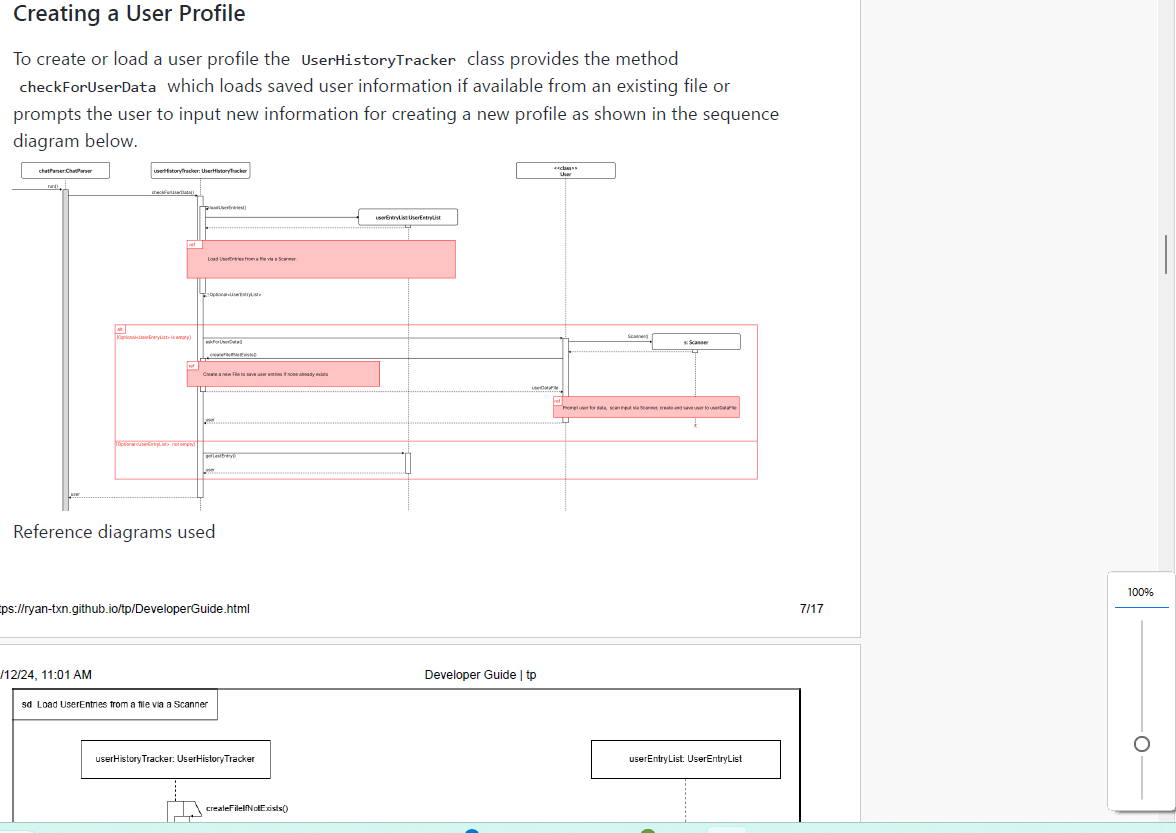 Creating a User Profile
To create or load a user profile the UserHistoryTracker class provides the method
checkForUserData which loads saved user information if available from an existing file or
prompts the user to input new information for creating a new profile as shown in the sequence
diagram below.
chatParser:ChatParser
userHistoryTracker: UserHistoryTracker
<<class>>
User
run()
checkForUserData()
loadUserEntries()
userEntryList:UserEntryList
ref
Load UserEntries from a file via a Scanner.
:Optional<UserEntryList>
alt
[Optional<UserEntryList> is empty]
askForUserData()
Scanner()
s: Scanner
createFileIfNotExists()
ref
Create a new File to save user entries if none already exists
userDataFile
ref
Prompt user for data, scan input via Scanner, create and save user to userDataFile
user
x
[Optional<UserEntryList> not empty]
getLastEntry()
user
user
Reference diagrams used
tps://ryan-txn.github.io/tp/DeveloperGuide.html
7/17
/12/24, 11:01 AM
Developer Guide | tp
sd Load UserEntries from a file via a Scanner
userHistoryTracker: UserHistoryTracker
userEntryList: UserEntryList
createFileIfNotExists()
100%